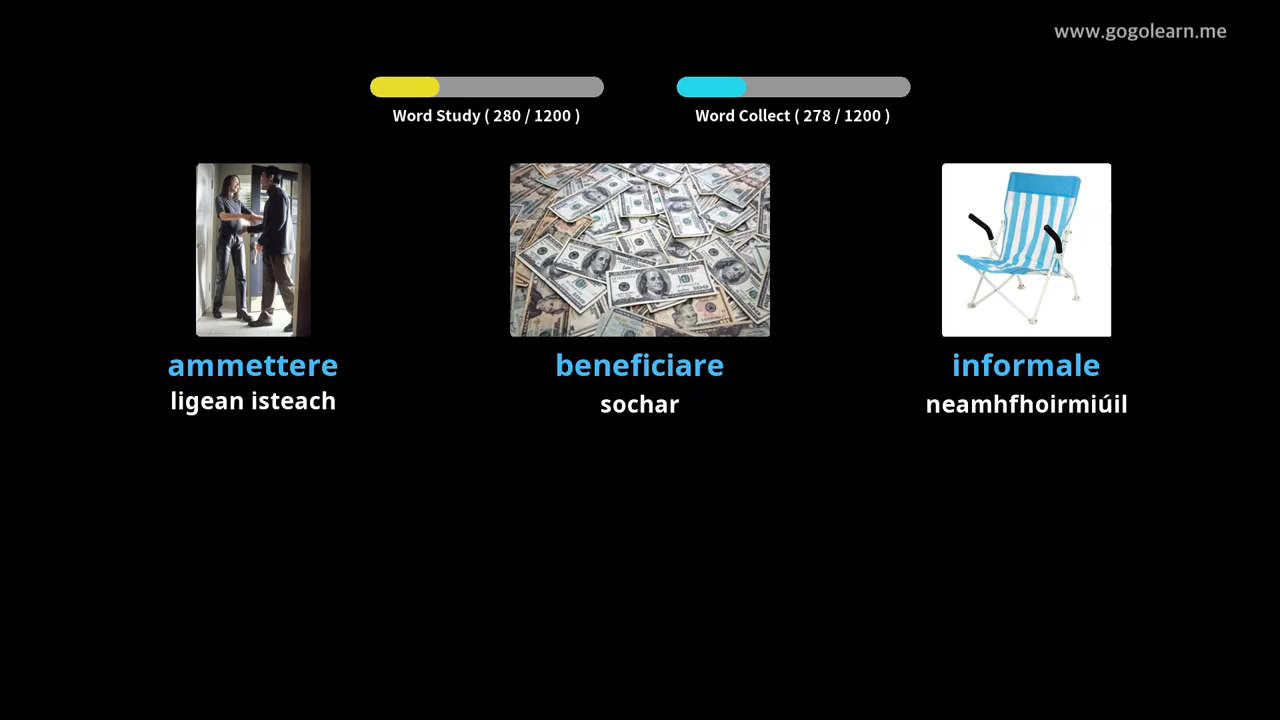 www.gogolearn.me
Word Study ( 280 / 1200 )
Word Collect ( 278 / 1200 )
ammettere
ligean isteach
beneficiare
sochar
informale
neamhfhoirmiúil